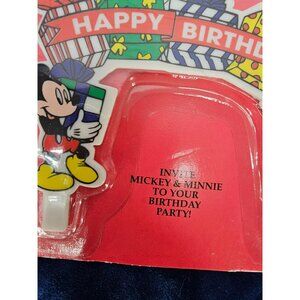 HAPPY BIRTHD
INVITE
MICKEY & MINNIE
TO YOUR
BIRTHDAY
PARTY!